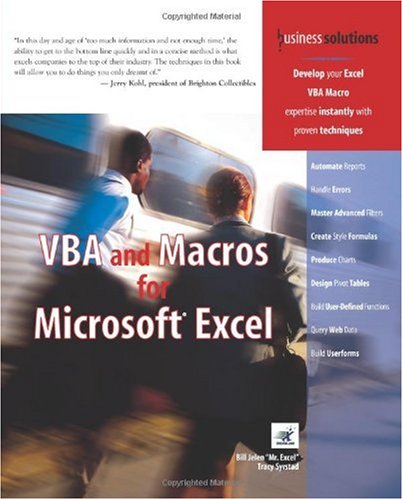 Copyrighted Material
"In this day and age of 'too much information and not enough time,' the
ability to get to the bottom line quickly and in a concise method is what
excels companies to the top of their industry. The techniques in this book
will allow you to do things you only dreamt of."
— Jerry Kohl, president of Brighton Collectibles
business solutions
Develop your Excel
VBA Macro
expertise instantly with
proven techniques
Automate Reports
Handle Errors
Master Advanced Filters
Create Style Formulas
Produce Charts
Design Pivot Tables
Build User-Defined Functions
Query Web Data
Build Userforms
VBA and Macros
for
Microsoft® Excel
Bill Jelen "Mr. Excel"
Tracy Syrstad
Copyrighted Material